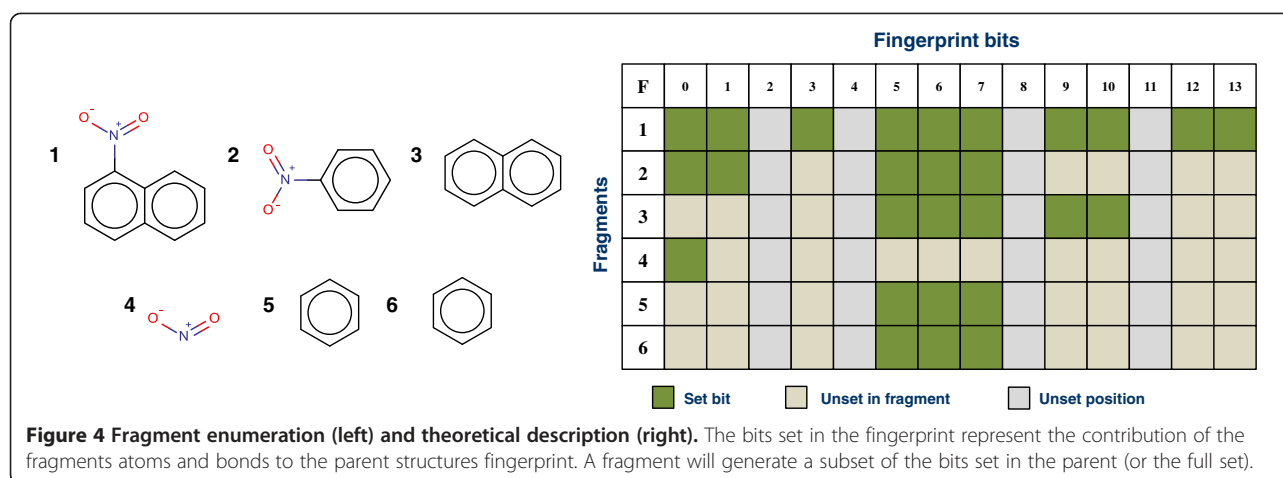 Fingerprint bits
F 0 1 2 3 4 5 6 7 8 9 10 11 12 13
1
2
3
4
5
6
Fragments
1 2 3
O- N+ O
O N+ O-
4 5 6
O- N+ O
Set bit Unset in fragment Unset position
Figure 4 Fragment enumeration (left) and theoretical description (right). The bits set in the fingerprint represent the contribution of the
fragments atoms and bonds to the parent structures fingerprint. A fragment will generate a subset of the bits set in the parent (or the full set).